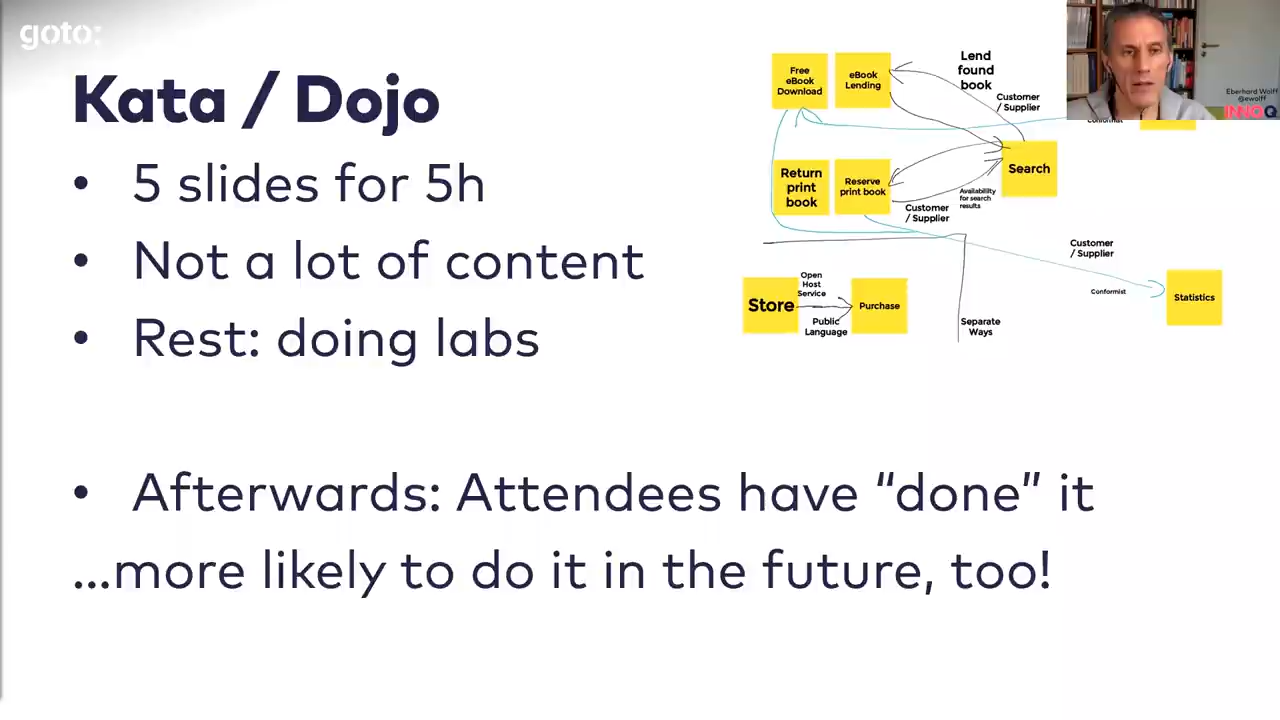 goto:
Kata / Dojo
• 5 slides for 5h
• Not a lot of content
• Rest: doing labs
• Afterwards: Attendees have “done” it
...more likely to do it in the future, too!
Free
eBook
Download
eBook
Lending
Lend
found
book
Customer
/ Supplier
Search
Return
print
book
Reserve
print book
Availability
for search
results
Customer
/ Supplier
Customer
/ Supplier
Conformist
Statistics
Store
Open
Host
Service
Public
Language
Purchase
Separate
Ways
Eberhard Wolff
@ewolff
INNOQ